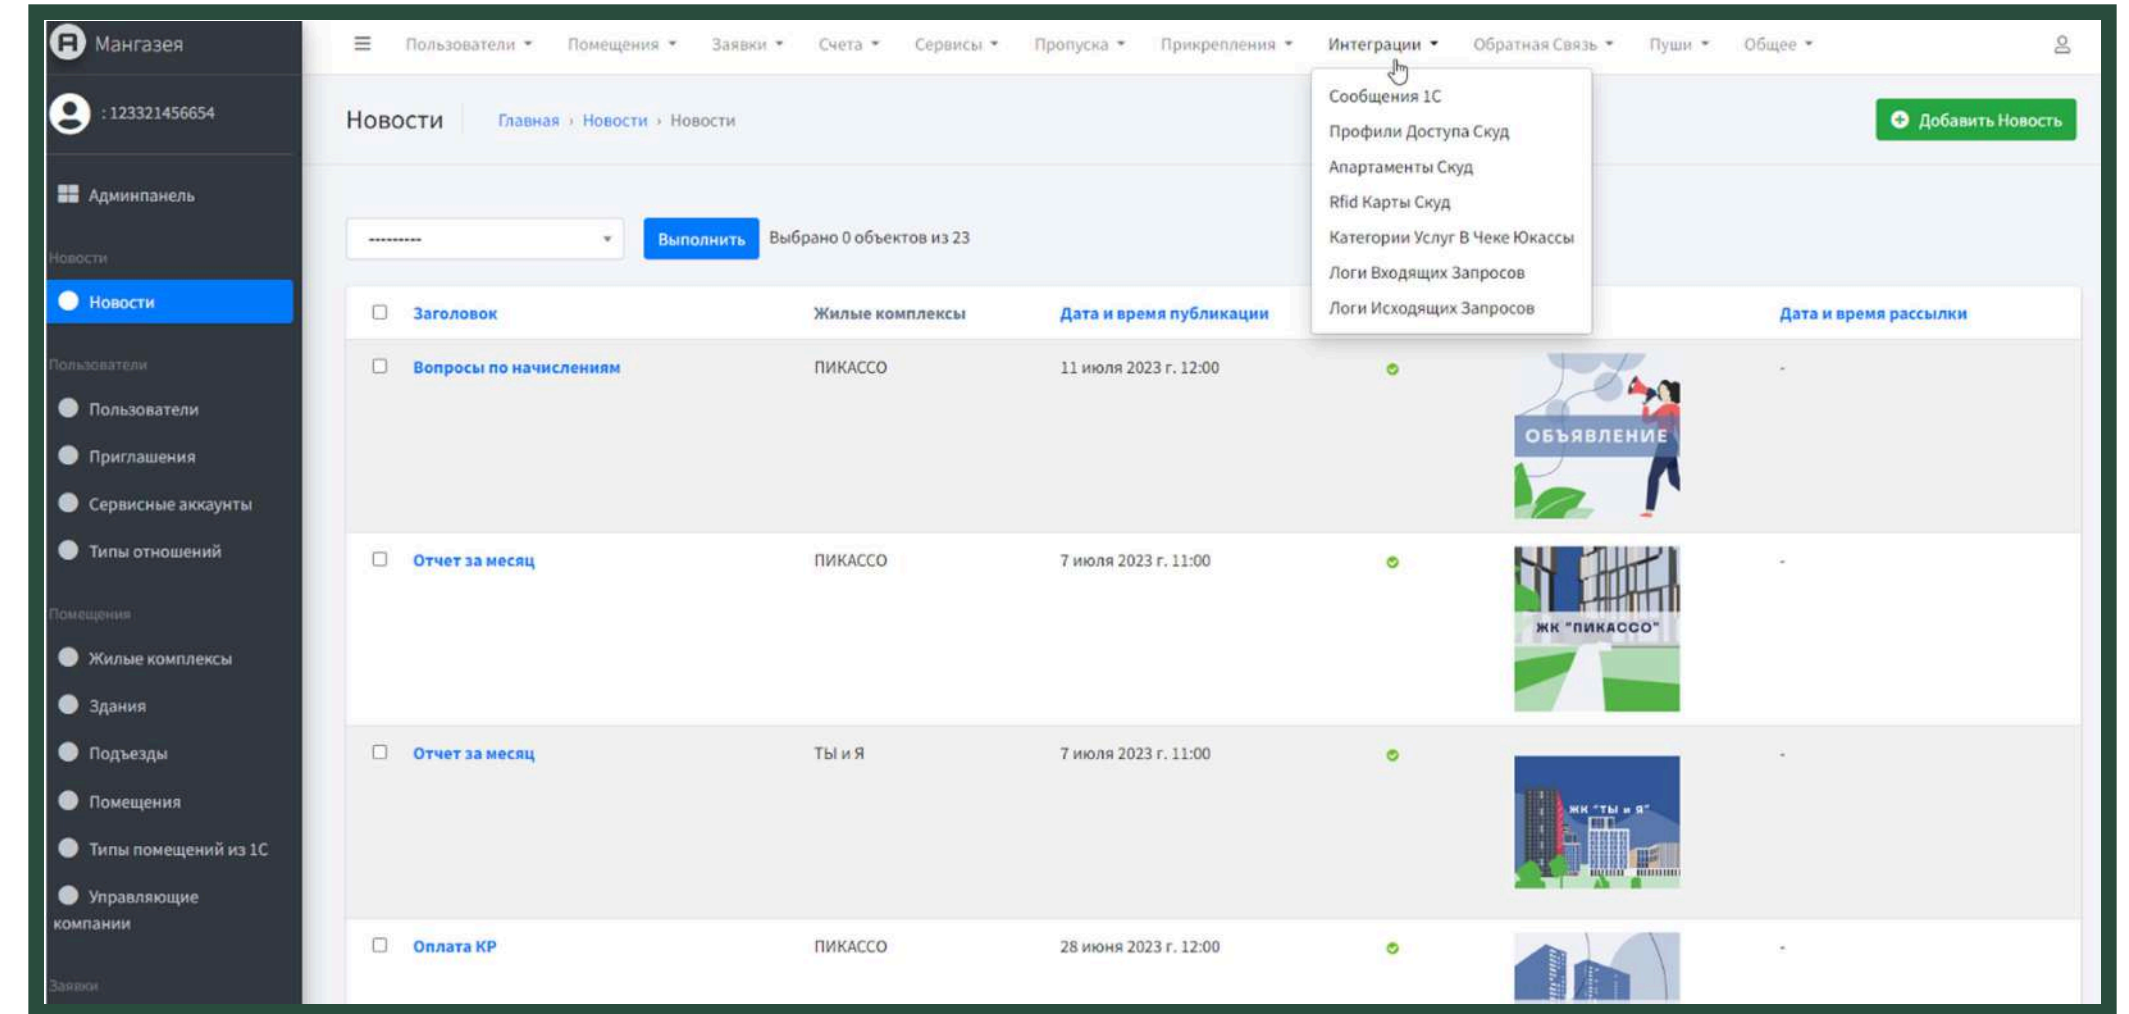 Мангазея
Пользователи
Помещения
Заявки
Счета
Сервисы
Пропуска
Прикрепления
Интеграции
Обратная Связь
Пуши
Общее
: 123321456654
Админпанель
Новости
Новости
Пользователи
Пользователи
Приглашения
Сервисные аккаунты
Типы отношений
Помещения
Жилые комплексы
Здания
Подъезды
Помещения
Типы помещений из 1С
Управляющие
компании
Заявки
Новости
Главная › Новости › Новости
Добавить Новость
Сообщения 1С
Профили Доступа Скуд
Апартаменты Скуд
Rfid Карты Скуд
Категории Услуг В Чеке Юкассы
Логи Входящих Запросов
Логи Исходящих Запросов
---------
Выполнить
Выбрано 0 объектов из 23
Заголовок Жилые комплексы Дата и время публикации Дата и время рассылки
Вопросы по начислениям ПИКАССО 11 июля 2023 г. 12:00 -
ОБЪЯВЛЕНИЕ
Отчет за месяц ПИКАССО 7 июля 2023 г. 11:00 -
ЖК "ПИКАССО"
Отчет за месяц ТЫ и Я 7 июля 2023 г. 11:00 -
ЖК "ТЫ и Я"
Оплата КР ПИКАССО 28 июня 2023 г. 12:00 -